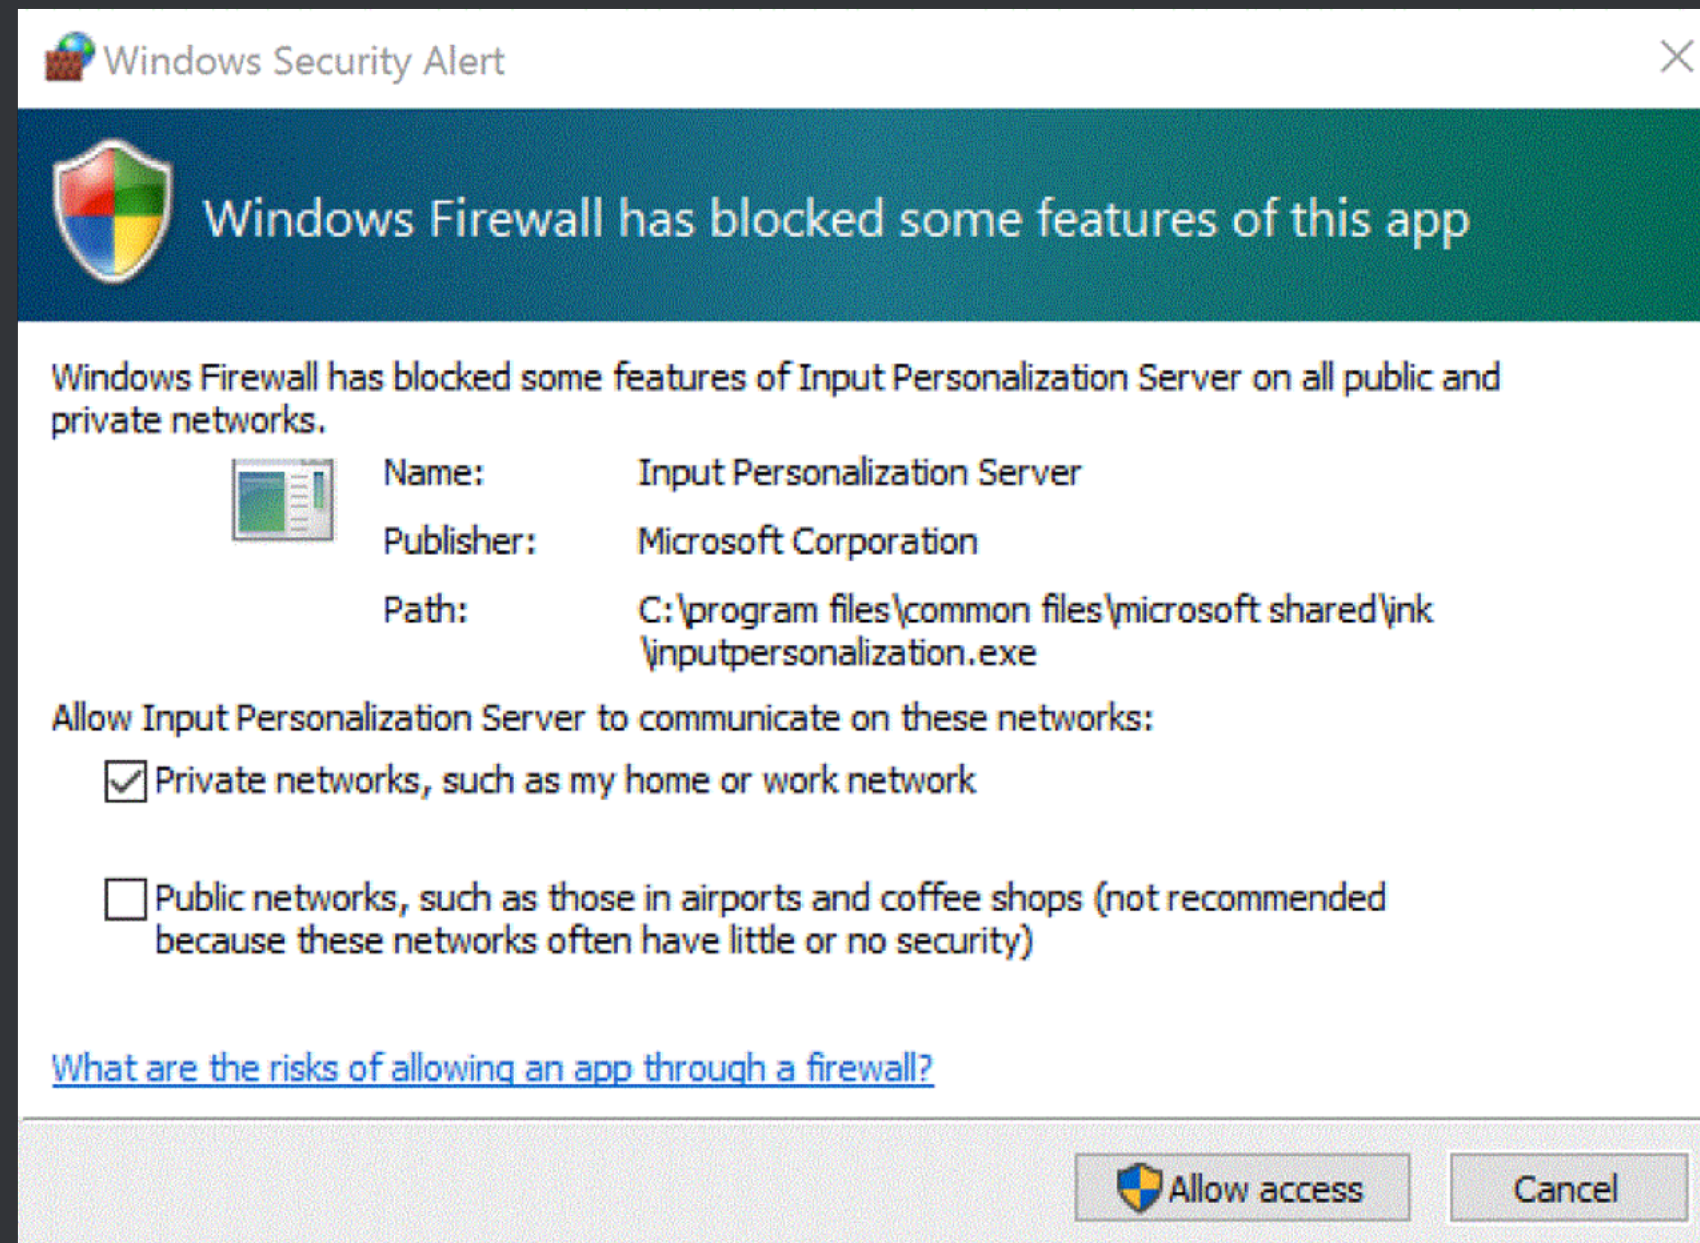 Windows Security Alert
Windows Firewall has blocked some features of this app
Windows Firewall has blocked some features of Input Personalization Server on all public and
private networks.
Name: Input Personalization Server
Publisher: Microsoft Corporation
Path: C:\program files\common files\microsoft shared\ink
\inputpersonalization.exe
Allow Input Personalization Server to communicate on these networks:
Private networks, such as my home or work network
Public networks, such as those in airports and coffee shops (not recommended
because these networks often have little or no security)
What are the risks of allowing an app through a firewall?
Allow access Cancel